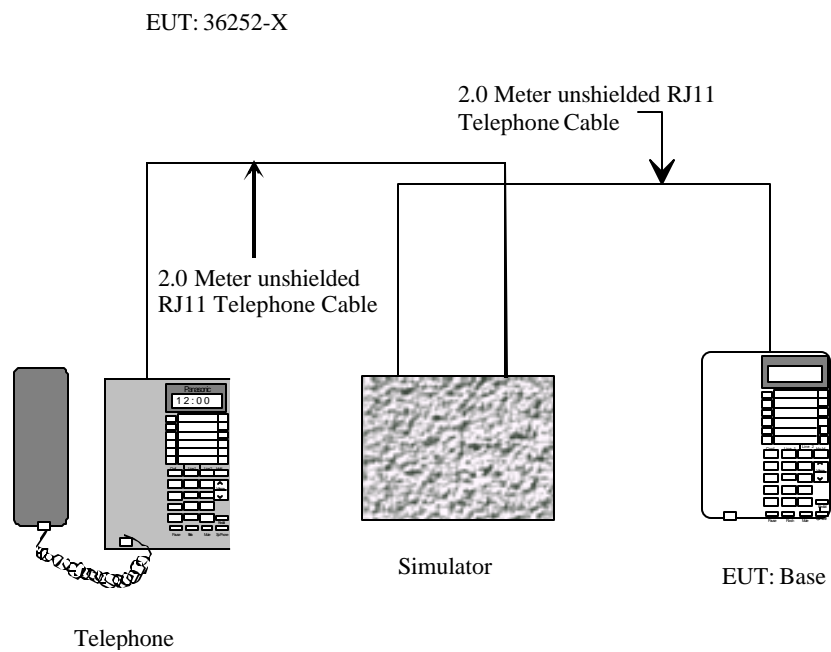 EUT: 36252-X
2.0 Meter unshielded RJ11
Telephone Cable
2.0 Meter unshielded
RJ11 Telephone Cable
Panasonic
12:00
Simulator
EUT: Base
Telephone